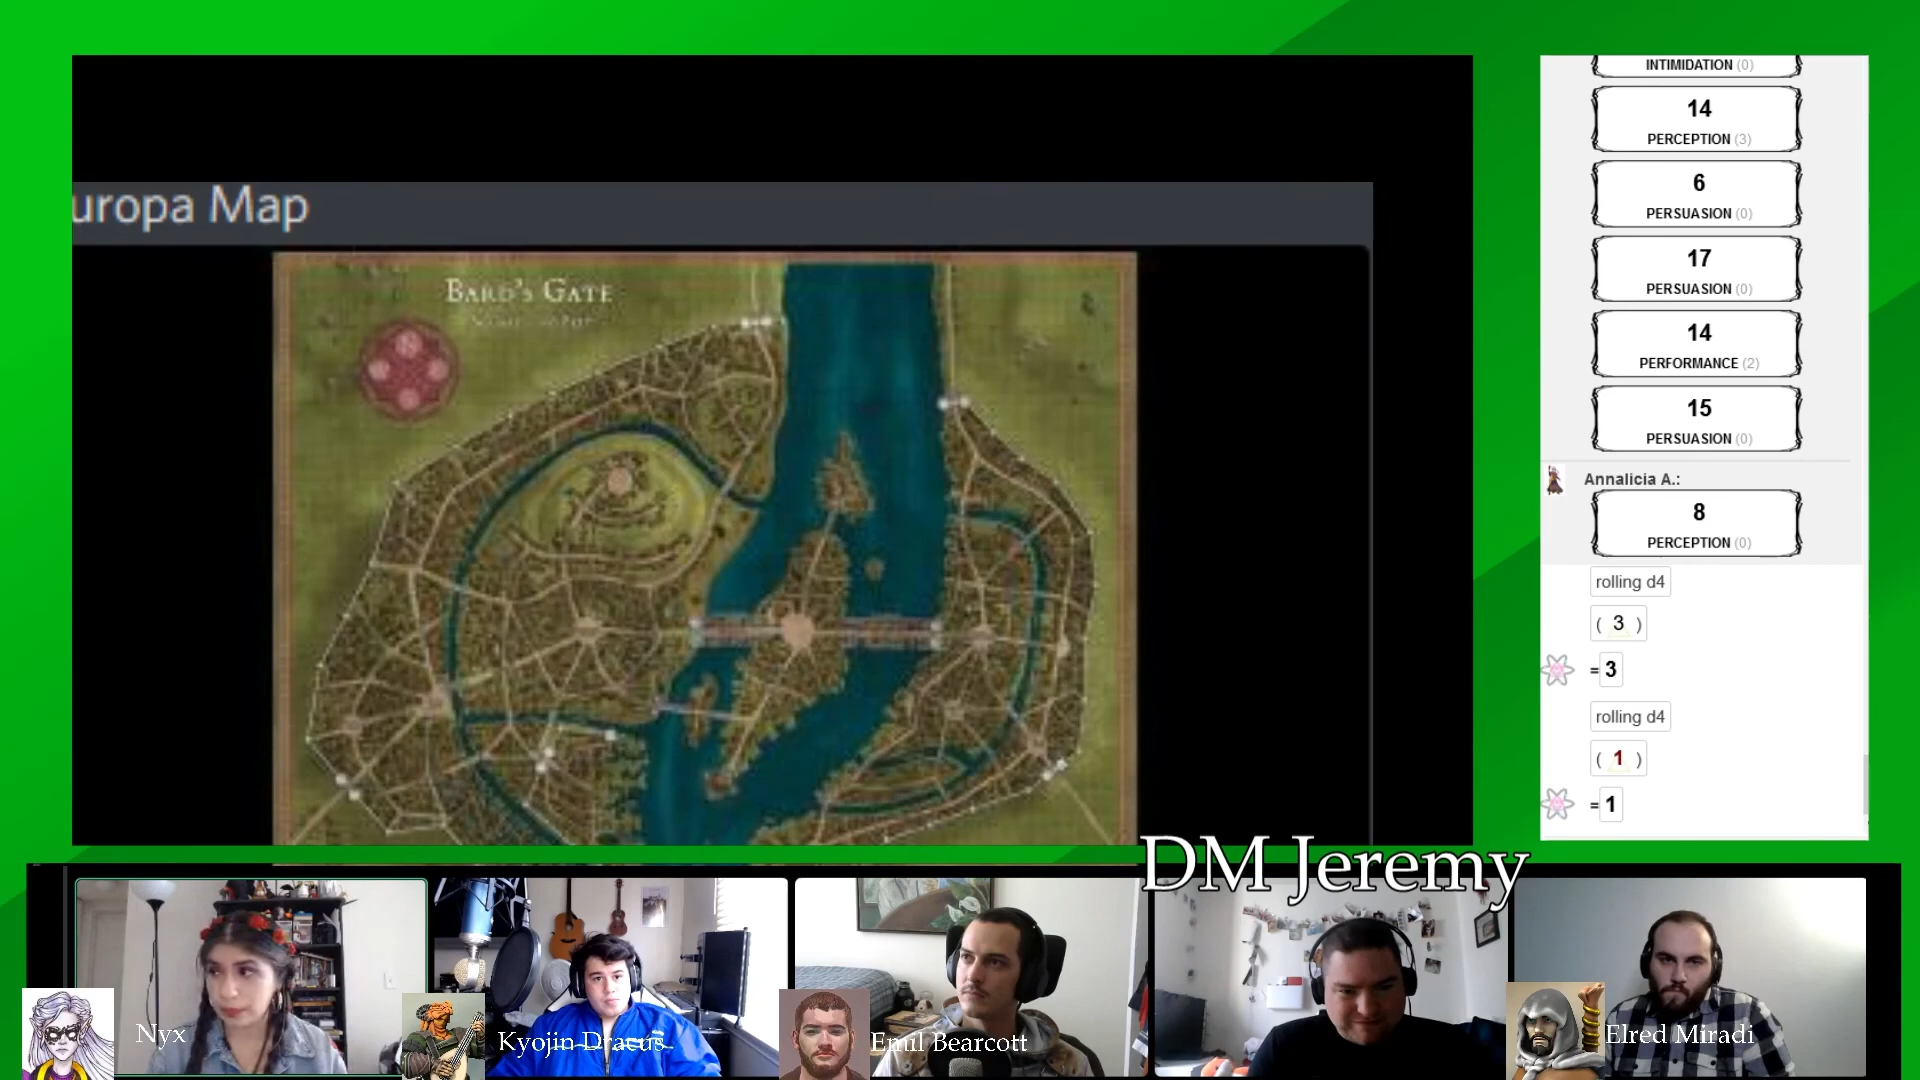 uropa Map
BARD'S GATE
INTIMIDATION (0)
14
PERCEPTION (3)
6
PERSUASION (0)
17
PERSUASION (0)
14
PERFORMANCE (2)
15
PERSUASION (0)
Annalicia A.:
8
PERCEPTION (0)
rolling d4
( 3 )
=3
rolling d4
( 1 )
=1
DM Jeremy
Nyx
Kyojin Dracus
Emil Bearcott
Elred Miradi